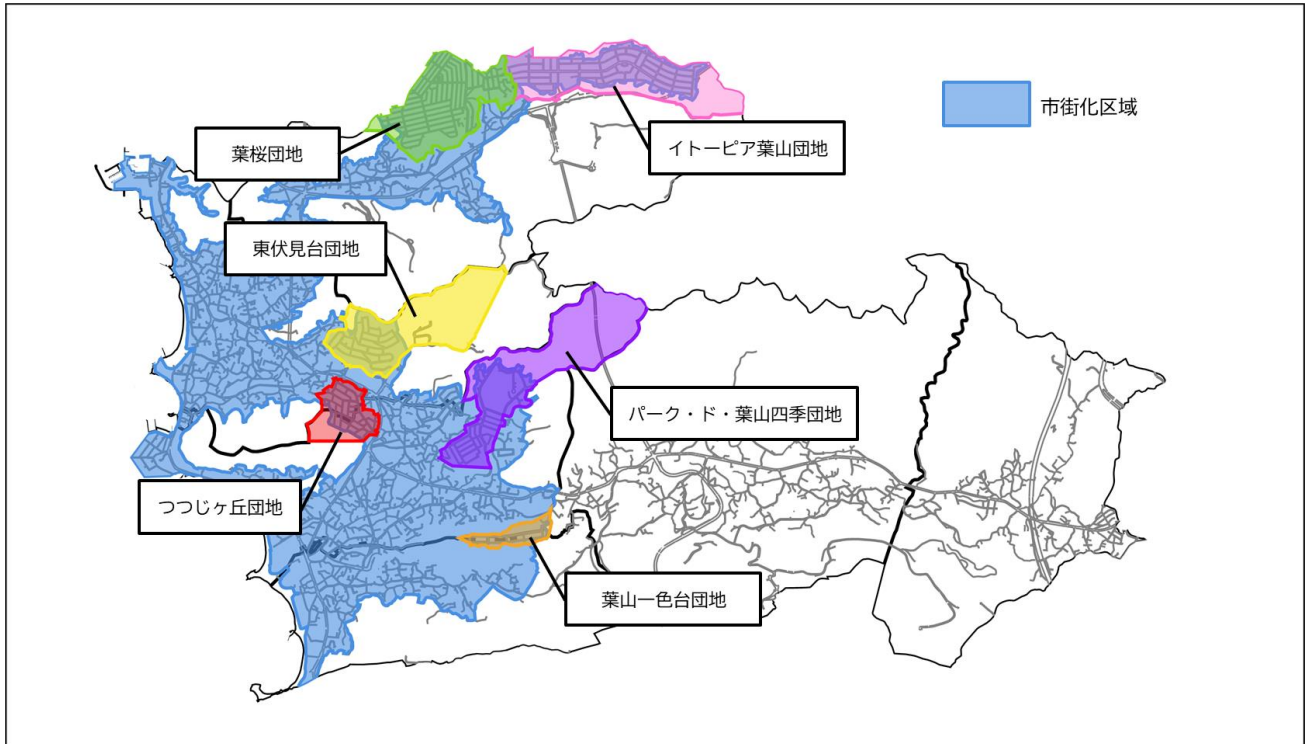 市街化区域
葉桜団地
イトーピア葉山団地
東伏見台団地
パーク・ド・葉山四季団地
つつじヶ丘団地
葉山一色台団地